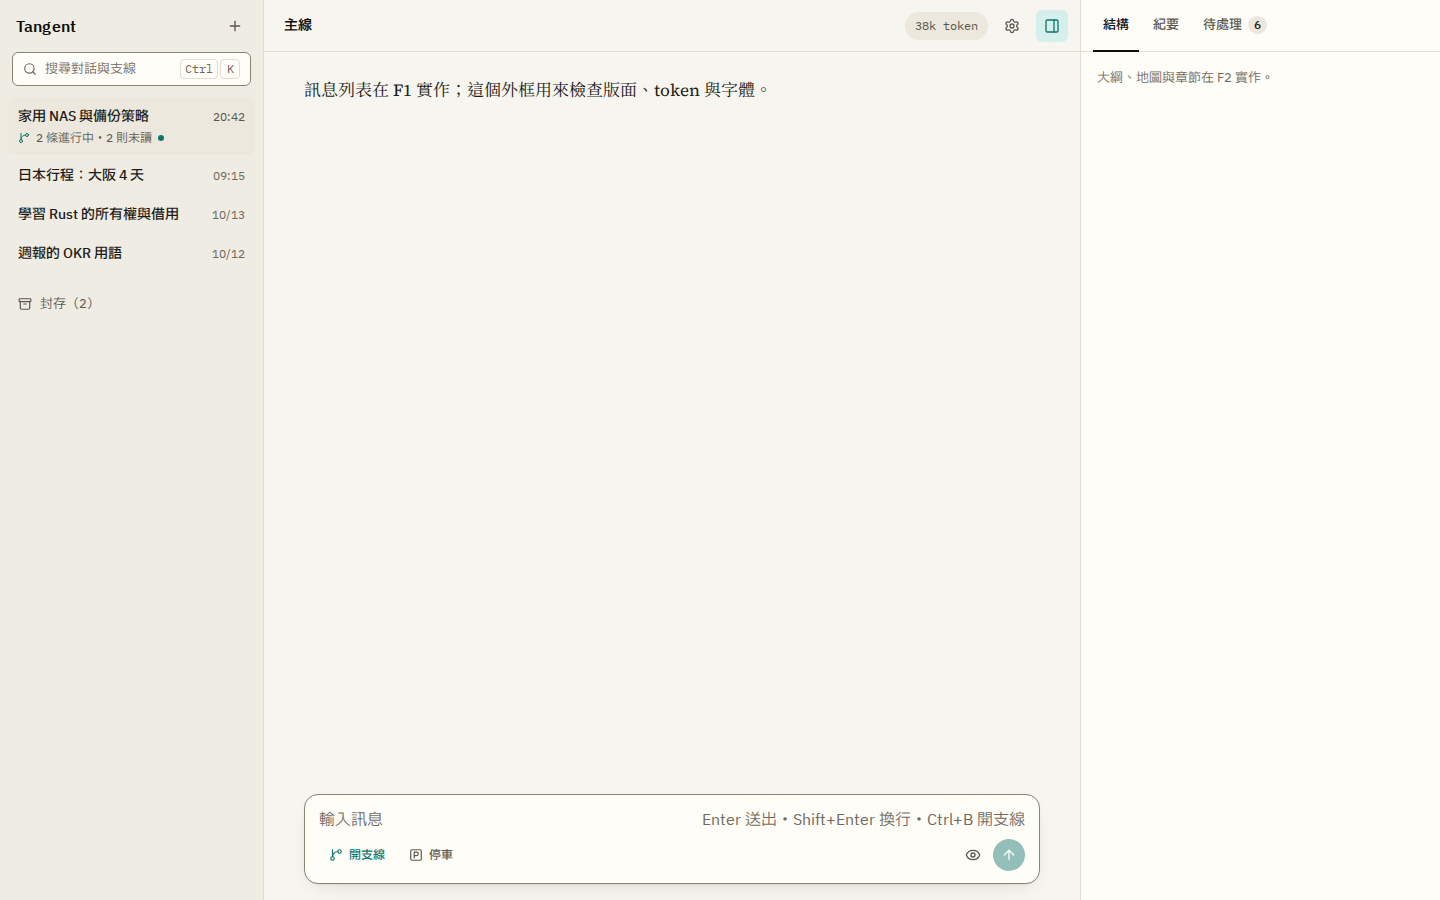 Tangent
搜尋對話與支線 Ctrl K
家用 NAS 與備份策略 20:42
2 條進行中・2 則未讀
日本行程：大阪 4 天 09:15
學習 Rust 的所有權與借用 10/13
週報的 OKR 用語 10/12
封存（2）
主線 38k token
訊息列表在 F1 實作；這個外框用來檢查版面、token 與字體。
輸入訊息 Enter 送出・Shift+Enter 換行・Ctrl+B 開支線
開支線 停車
結構 紀要 待處理 6
大綱、地圖與章節在 F2 實作。